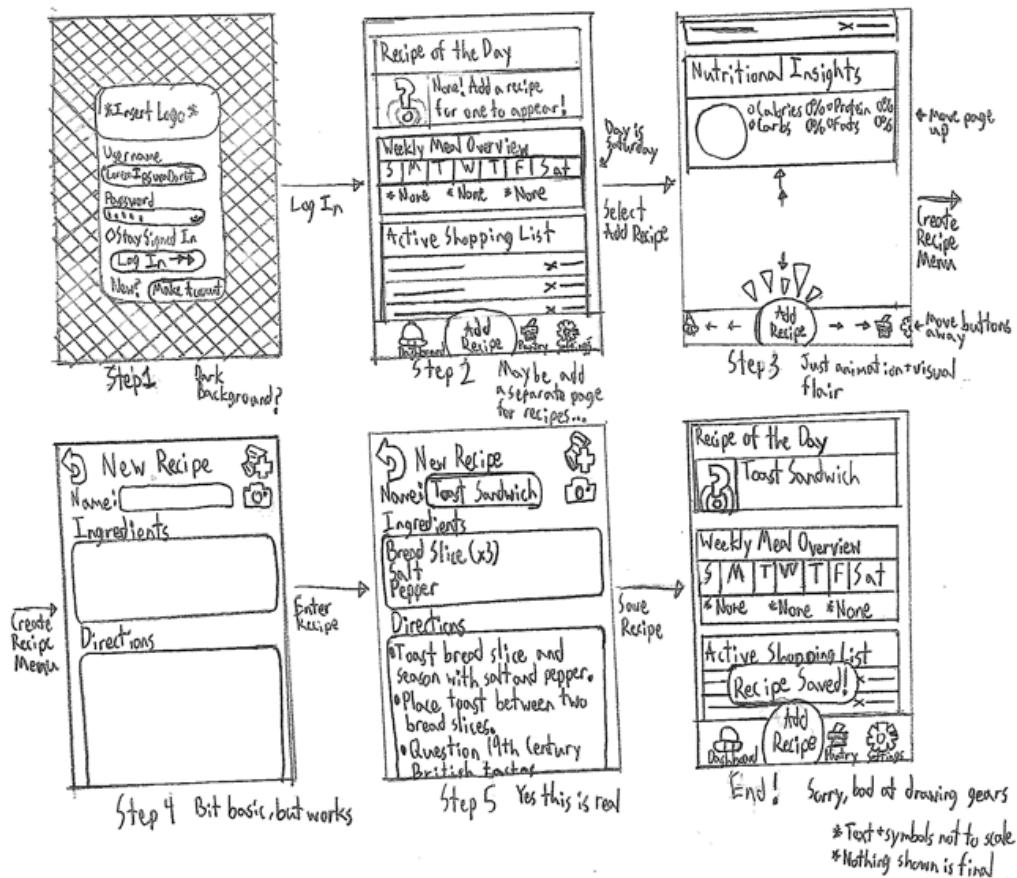 *Insert Logo*
Username
Password
Stay Signed In
Log In →→
New? Make Account
Step 1
Dark
Background?
Log In
Recipe of the Day
None! Add a recipe
for one to appear!
Weekly Meal Overview
S M T W T F Sat
*None *None *None
Active Shopping List
Dashboard
Add
Recipe
Pantry
Settings
Step 2
Maybe add
a separate page
for recipes...
Day is
Saturday
Select
Add Recipe
Nutritional Insights
Calories 0% Protein 0%
Carbs 0% Fats 0%
Move page
up
Add
Recipe
Move buttons
away
Step 3
Just animation + visual
flair
Create
Recipe
Menu
Create
Recipe
Menu
New Recipe
Name:
Ingredients
Directions
Step 4 Bit basic, but works
Enter
Recipe
New Recipe
Name: Toast Sandwich
Ingredients
Bread Slice (x3)
Salt
Pepper
Directions
•Toast bread slice and
season with salt and pepper.
•Place toast between two
bread slices.
•Question 19th Century
British tastes
Step 5 Yes this is real
Save
Recipe
Recipe of the Day
Toast Sandwich
Weekly Meal Overview
S M T W T F Sat
*None *None *None
Active Shopping List
Recipe Saved!
Dashboard
Add
Recipe
Pantry
Settings
End! Sorry, bad at drawing gears
*Text + symbols not to scale
*Nothing shown is final